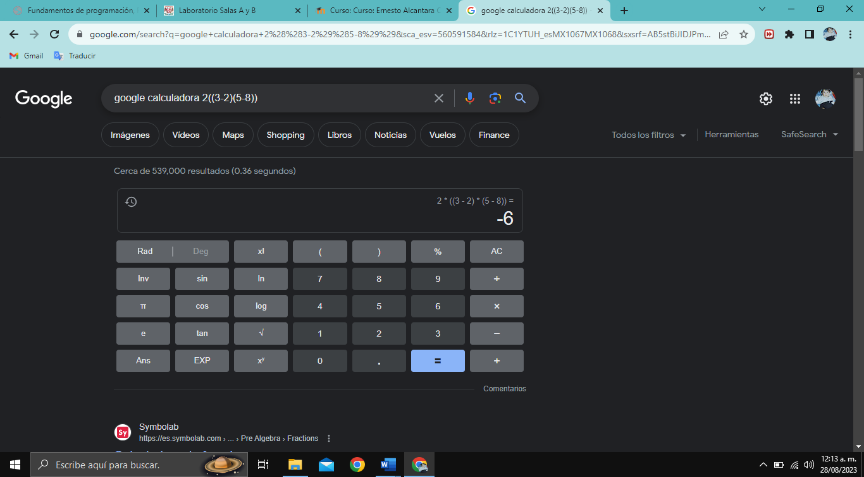 Fundamentos de programación.
Laboratorio Salas A y B
Curso: Curso: Ernesto Alcantara C
google calculadora 2((3-2)(5-8))
google.com/search?q=google+calculadora+2%28%283-2%29%285-8%29%29&sca_esv=560591584&rlz=1C1YTUH_esMX1067MX1068&sxsrf=AB5stBiJIDJPm...
Gmail
Traducir
Google
google calculadora 2((3-2)(5-8))
Imágenes
Vídeos
Maps
Shopping
Libros
Noticias
Vuelos
Finance
Todos los filtros
Herramientas
SafeSearch
Cerca de 539,000 resultados (0.36 segundos)
2 * ((3 - 2) * (5 - 8)) =
-6
Rad | Deg x! ( ) % AC
Inv sin ln 7 8 9 ÷
π cos log 4 5 6 ×
e tan √ 1 2 3 −
Ans EXP xʸ 0 . = +
Comentarios
Sy
Symbolab
https://es.symbolab.com › ... › Pre Algebra › Fractions
Escribe aquí para buscar.
12:13 a. m.
28/08/2023